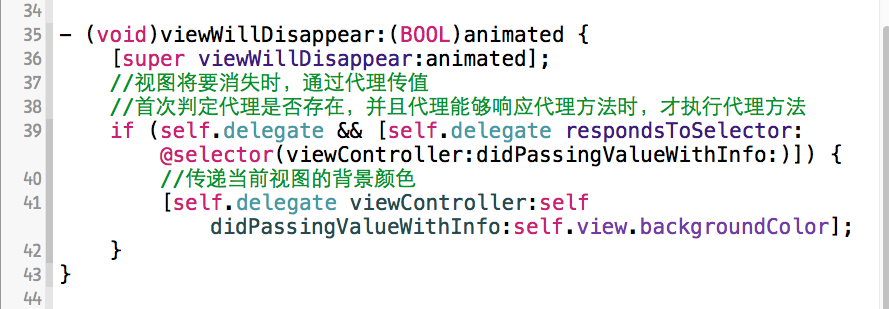 34
35 - (void)viewWillDisappear:(BOOL)animated {
36 [super viewWillDisappear:animated];
37 //视图将要消失时，通过代理传值
38 //首次判定代理是否存在，并且代理能够响应代理方法时，才执行代理方法
39 if (self.delegate && [self.delegate respondsToSelector:
@selector(viewController:didPassingValueWithInfo:)]) {
40 //传递当前视图的背景颜色
41 [self.delegate viewController:self
didPassingValueWithInfo:self.view.backgroundColor];
42 }
43 }
44